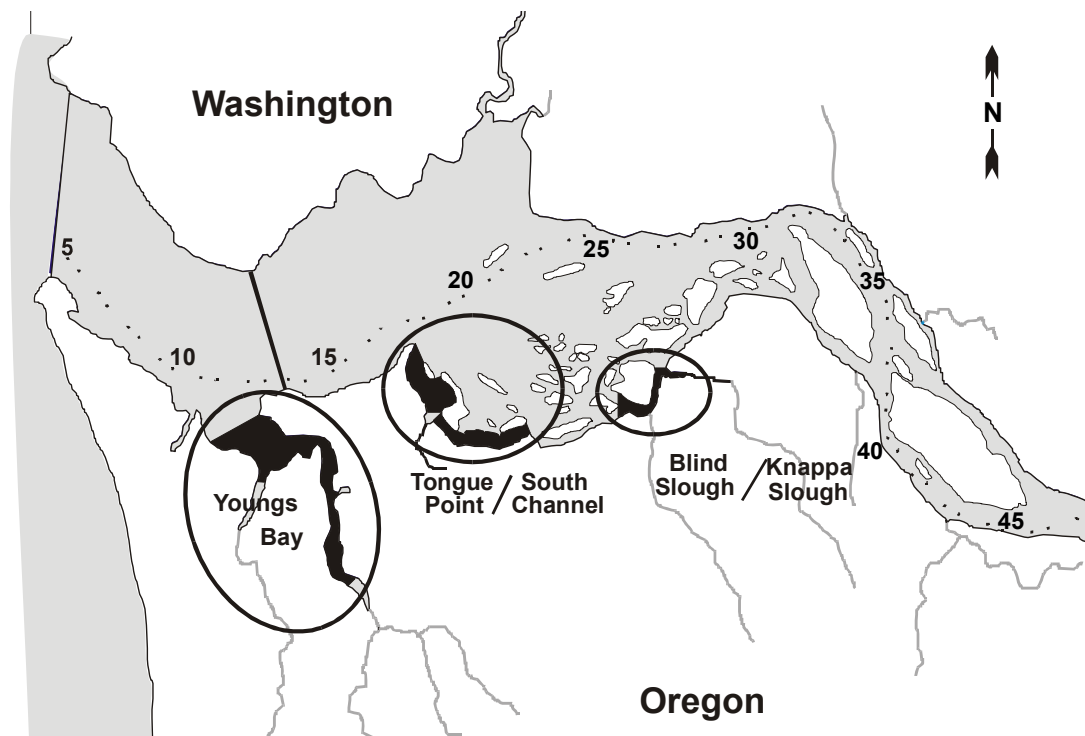 Washington
N
5
10
15
20
25
30
35
40
45
Youngs
Bay
Tongue / South
Point Channel
Blind / Knappa
Slough Slough
Oregon